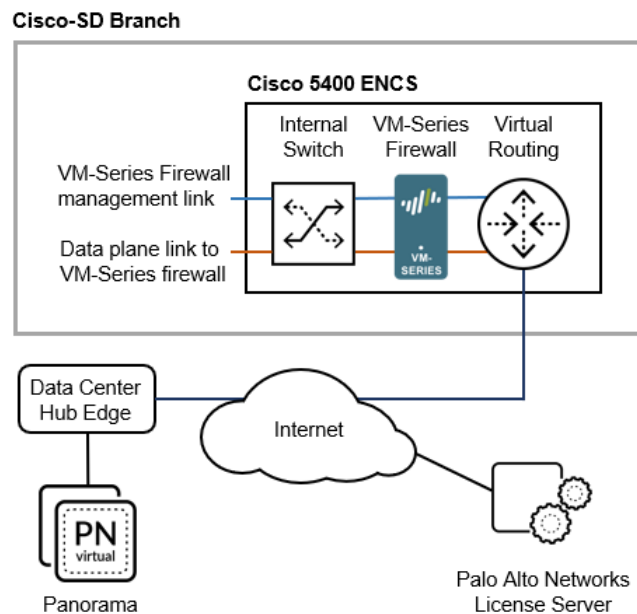 Cisco-SD Branch
Cisco 5400 ENCS
Internal
Switch
VM-Series
Firewall
Virtual
Routing
VM-Series Firewall
management link
Data plane link to
VM-Series firewall
VM-
SERIES
Data Center
Hub Edge
Internet
PN
virtual
Panorama
Palo Alto Networks
License Server